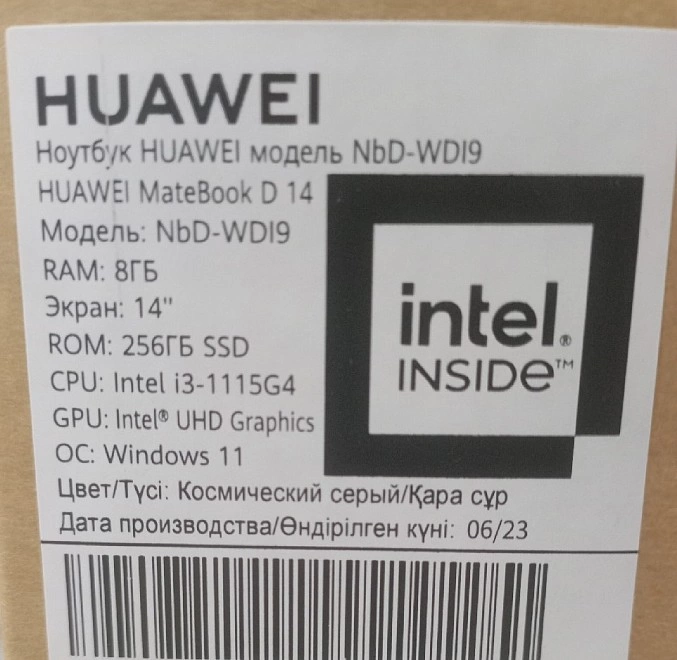 HUAWEI
Ноутбук HUAWEI модель NbD-WDI9
HUAWEI MateBook D 14
Модель: NbD-WDI9
RAM: 8ГБ
Экран: 14"
ROM: 256ГБ SSD
CPU: Intel i3-1115G4
GPU: Intel® UHD Graphics
ОС: Windows 11
intel®
INSIDe™
Цвет/Түсі: Космический серый/Қара сұр
Дата производства/Өндірілген күні: 06/23